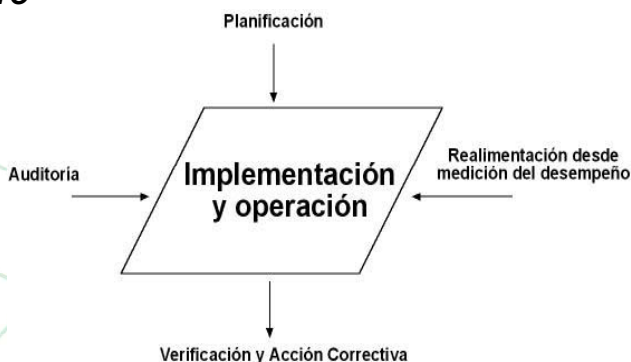 Planificación
Auditoria
Implementación
y operación
Realimentación desde
medición del desempeño
Verificación y Acción Correctiva